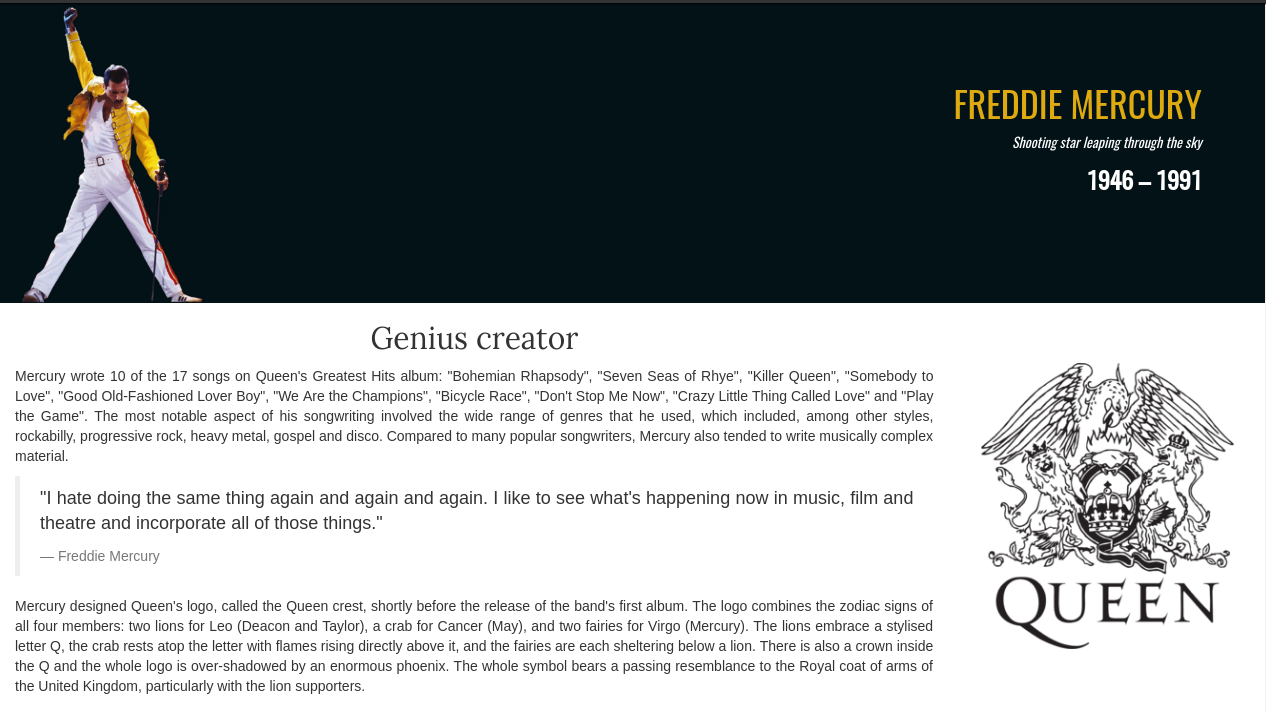 FREDDIE MERCURY
Shooting star leaping through the sky
1946 – 1991
Genius creator
Mercury wrote 10 of the 17 songs on Queen's Greatest Hits album: "Bohemian Rhapsody", "Seven Seas of Rhye", "Killer Queen", "Somebody to
Love", "Good Old-Fashioned Lover Boy", "We Are the Champions", "Bicycle Race", "Don't Stop Me Now", "Crazy Little Thing Called Love" and "Play
the Game". The most notable aspect of his songwriting involved the wide range of genres that he used, which included, among other styles,
rockabilly, progressive rock, heavy metal, gospel and disco. Compared to many popular songwriters, Mercury also tended to write musically complex
material.
"I hate doing the same thing again and again and again. I like to see what's happening now in music, film and
theatre and incorporate all of those things."
— Freddie Mercury
Mercury designed Queen's logo, called the Queen crest, shortly before the release of the band's first album. The logo combines the zodiac signs of
all four members: two lions for Leo (Deacon and Taylor), a crab for Cancer (May), and two fairies for Virgo (Mercury). The lions embrace a stylised
letter Q, the crab rests atop the letter with flames rising directly above it, and the fairies are each sheltering below a lion. There is also a crown inside
the Q and the whole logo is over-shadowed by an enormous phoenix. The whole symbol bears a passing resemblance to the Royal coat of arms of
the United Kingdom, particularly with the lion supporters.
QUEEN